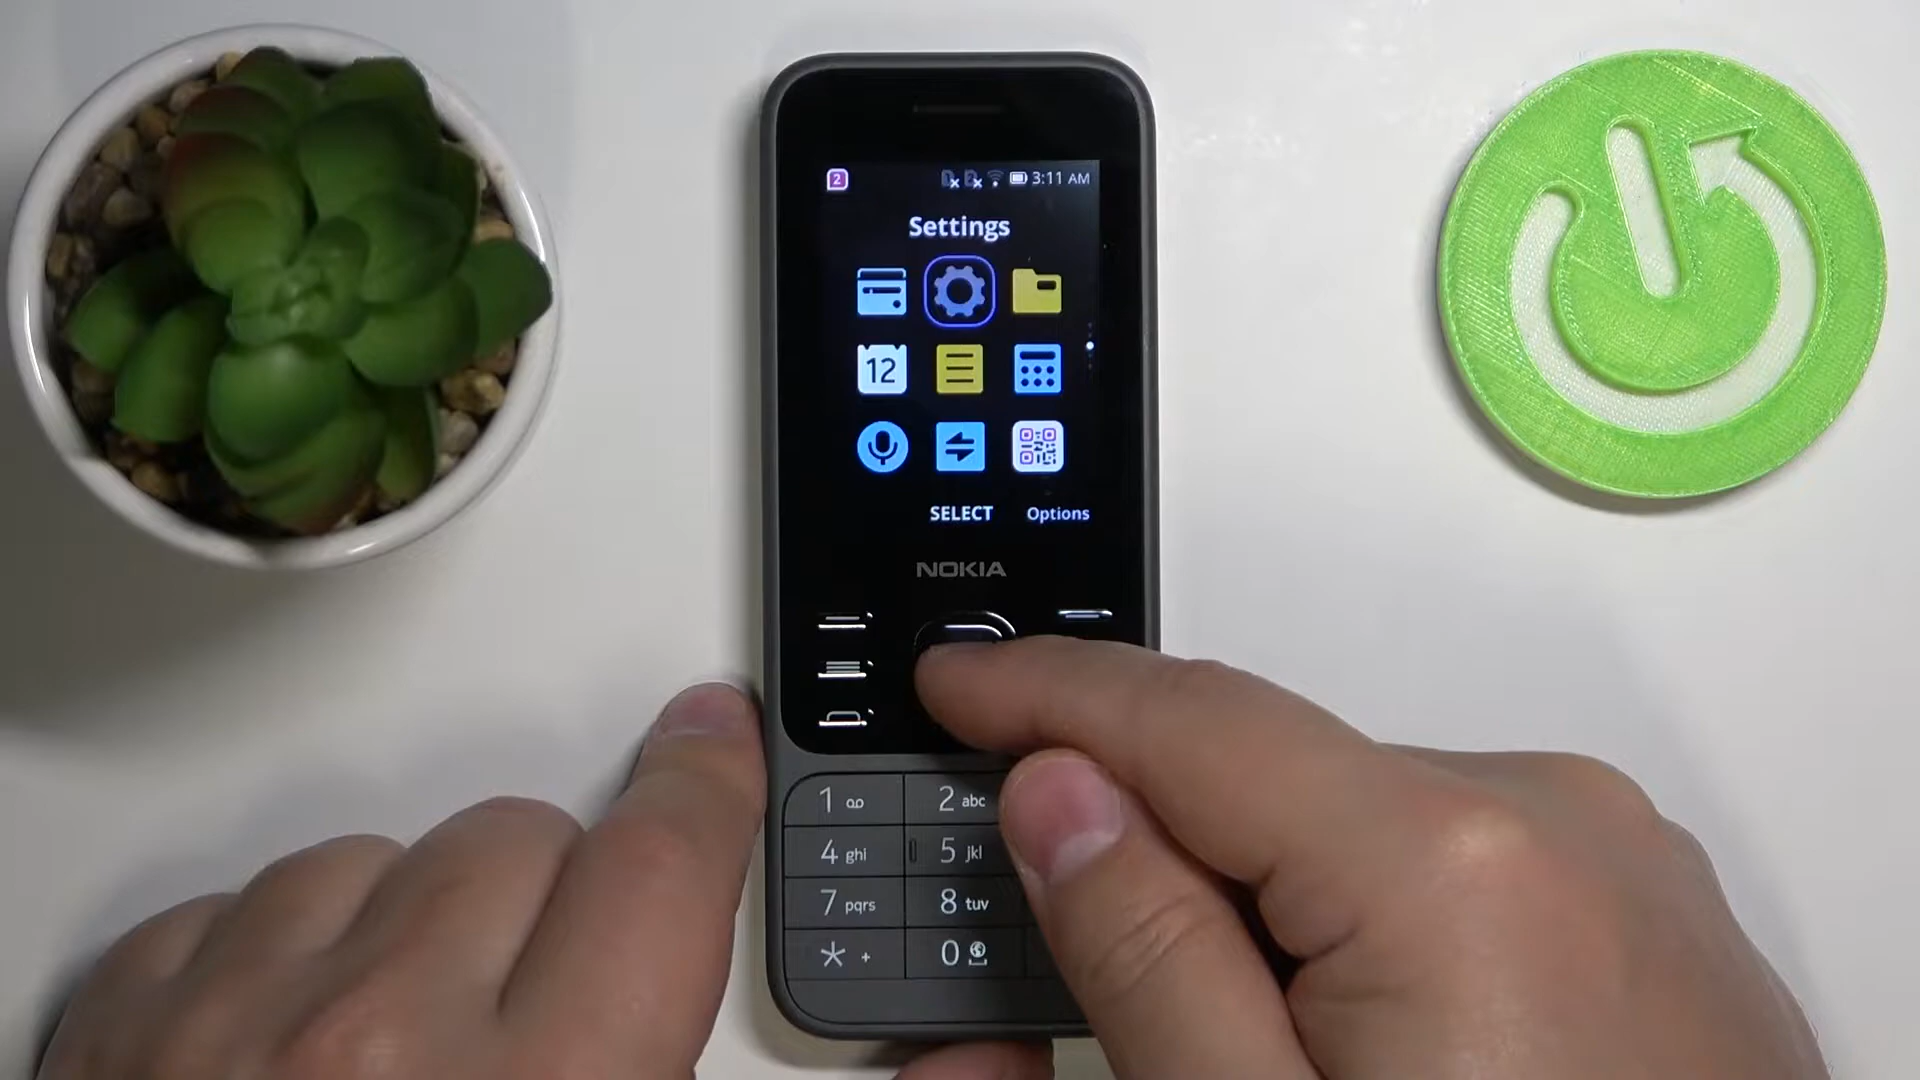 2 3:11 AM
Settings
12
SELECT Options
NOKIA
1 2 abc
4 ghi 5 jkl
7 pqrs 8 tuv
* + 0